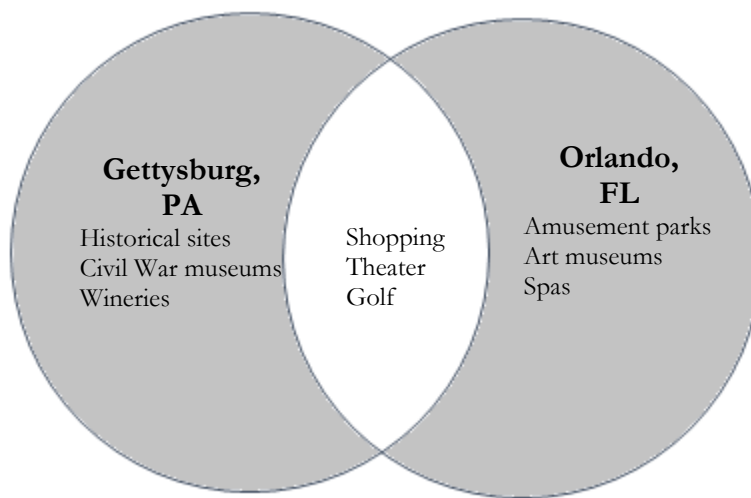 Gettysburg,
PA
Historical sites
Civil War museums
Wineries
Shopping
Theater
Golf
Orlando,
FL
Amusement parks
Art museums
Spas